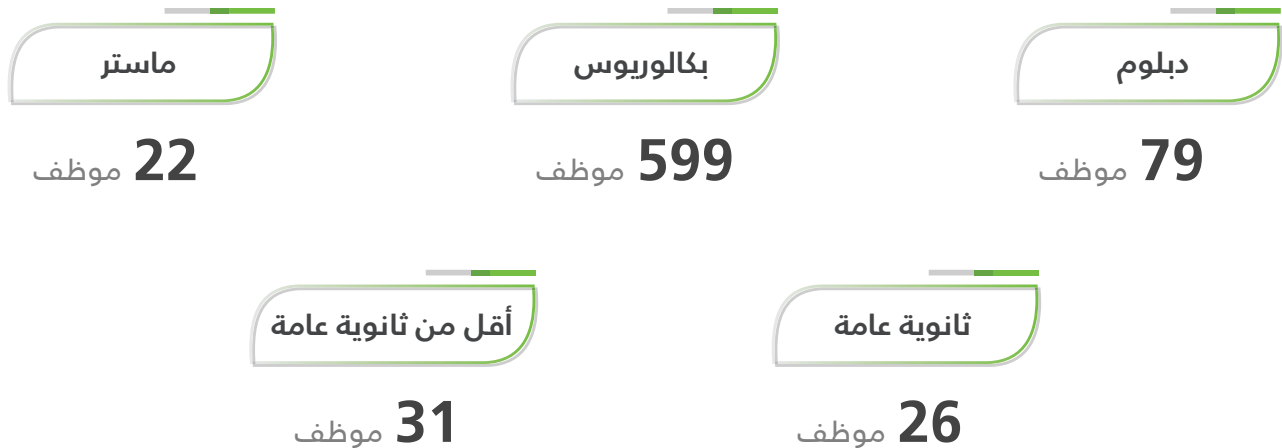 دبلوم
79 موظف
بكالوريوس
599 موظف
ماستر
22 موظف
ثانوية عامة
26 موظف
أقل من ثانوية عامة
31 موظف